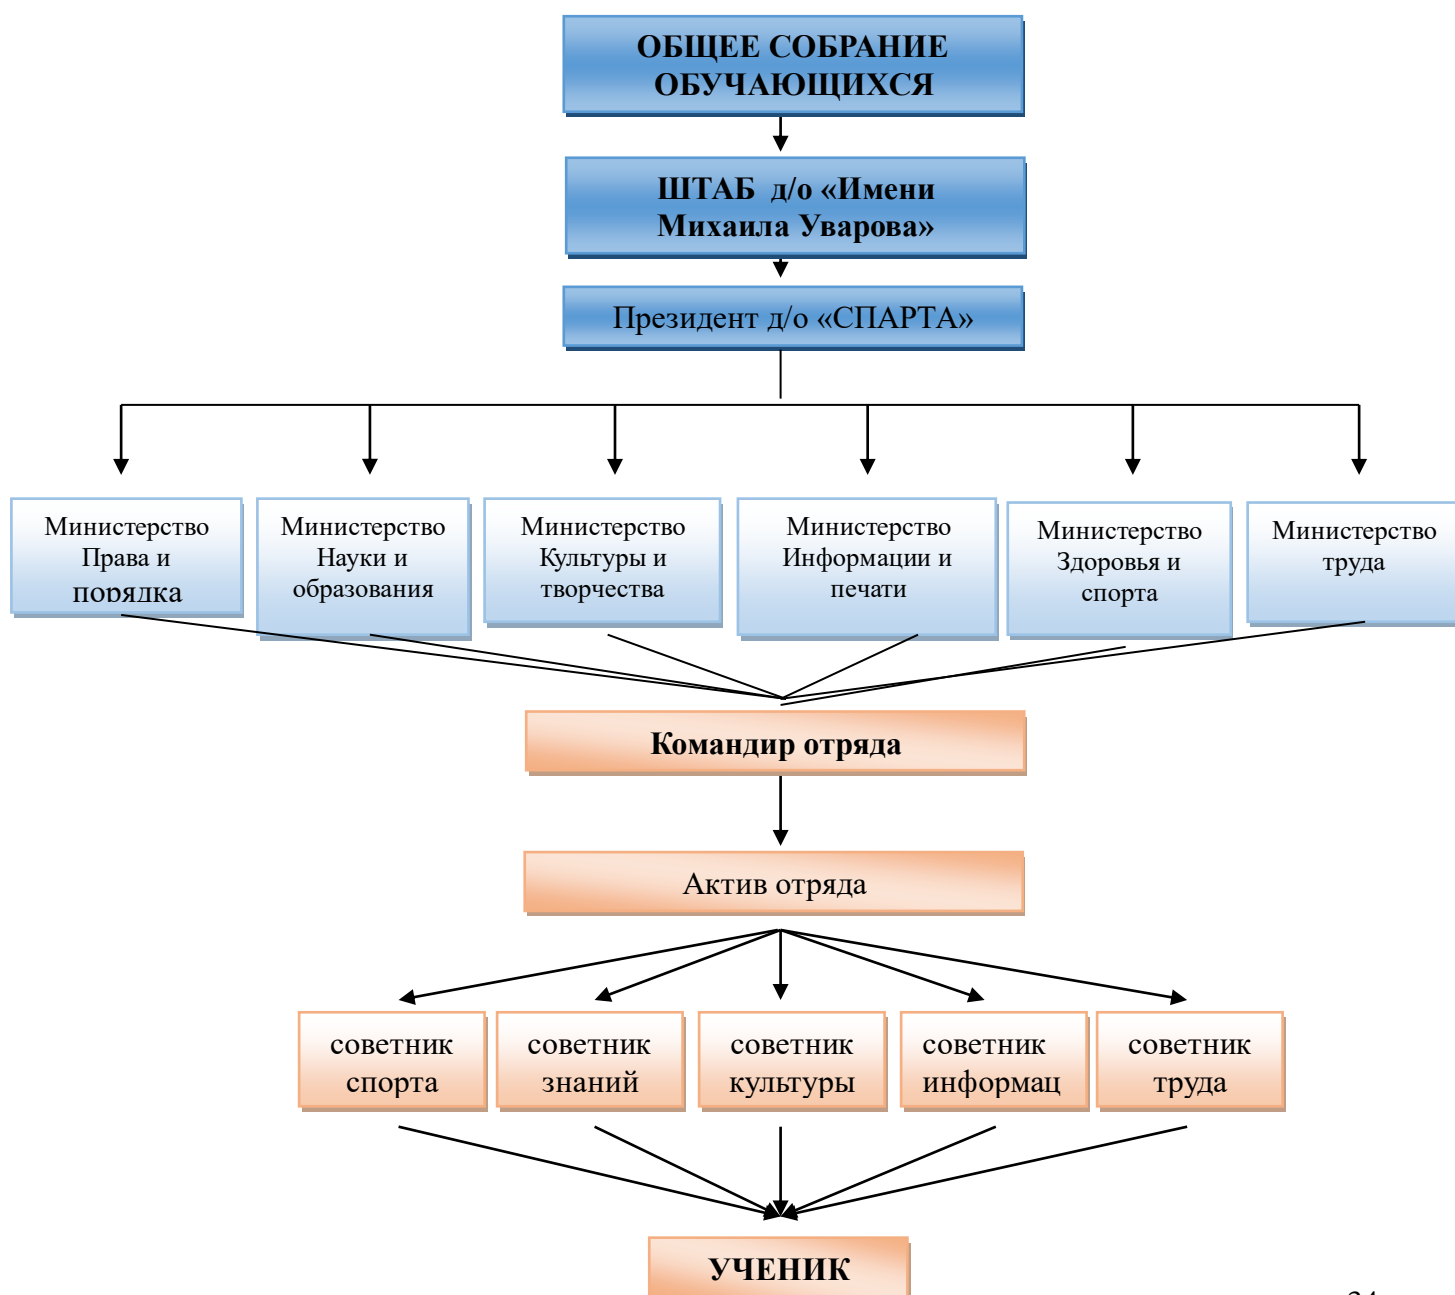 ОБЩЕЕ СОБРАНИЕ
ОБУЧАЮЩИХСЯ
ШТАБ д/о «Имени
Михаила Уварова»
Президент д/о «СПАРТА»
Министерство
Права и
порядка
Министерство
Науки и
образования
Министерство
Культуры и
творчества
Министерство
Информации и
печати
Министерство
Здоровья и
спорта
Министерство
труда
Командир отряда
Актив отряда
советник
спорта
советник
знаний
советник
культуры
советник
информац
советник
труда
УЧЕНИК